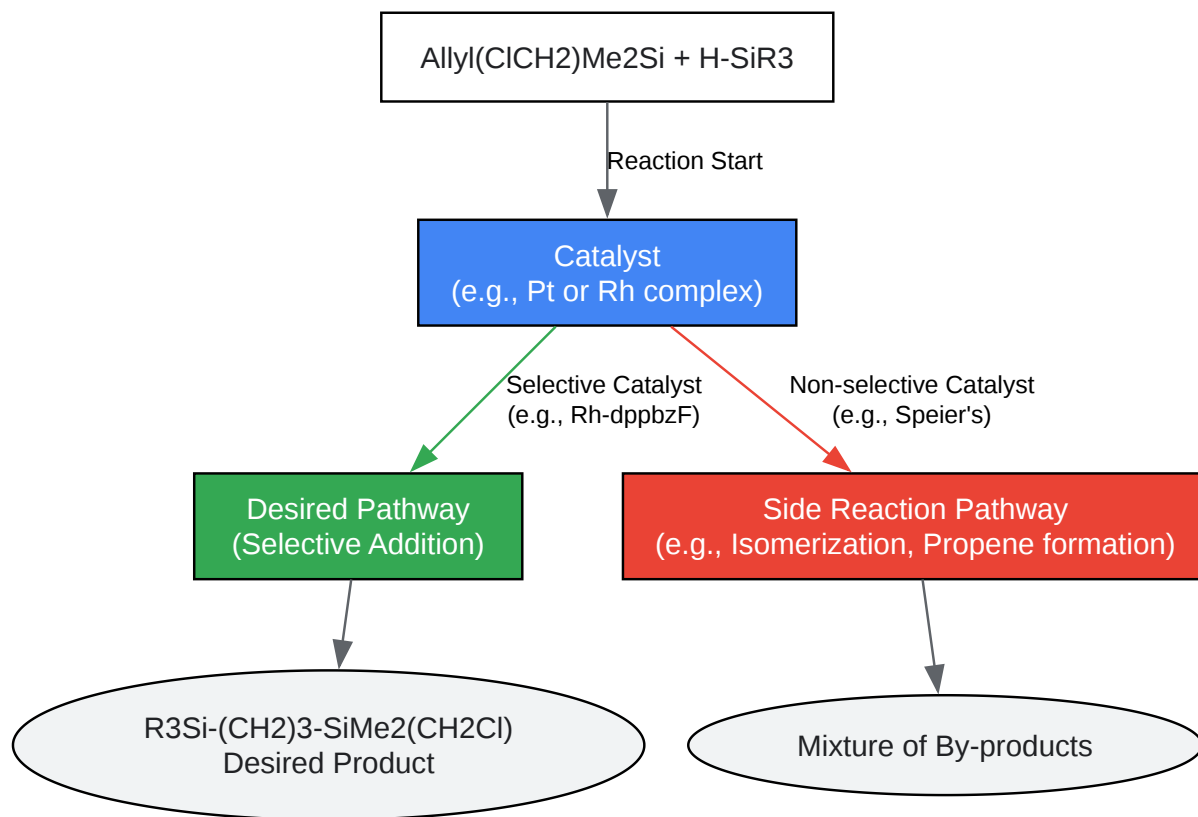 Allyl(ClCH2)Me2Si + H-SiR3
Reaction Start
Catalyst
(e.g., Pt or Rh complex)
Selective Catalyst
(e.g., Rh-dppbzF)
Non-selective Catalyst
(e.g., Speier's)
Desired Pathway
(Selective Addition)
Side Reaction Pathway
(e.g., Isomerization, Propene formation)
R3Si-(CH2)3-SiMe2(CH2Cl)
Desired Product
Mixture of By-products